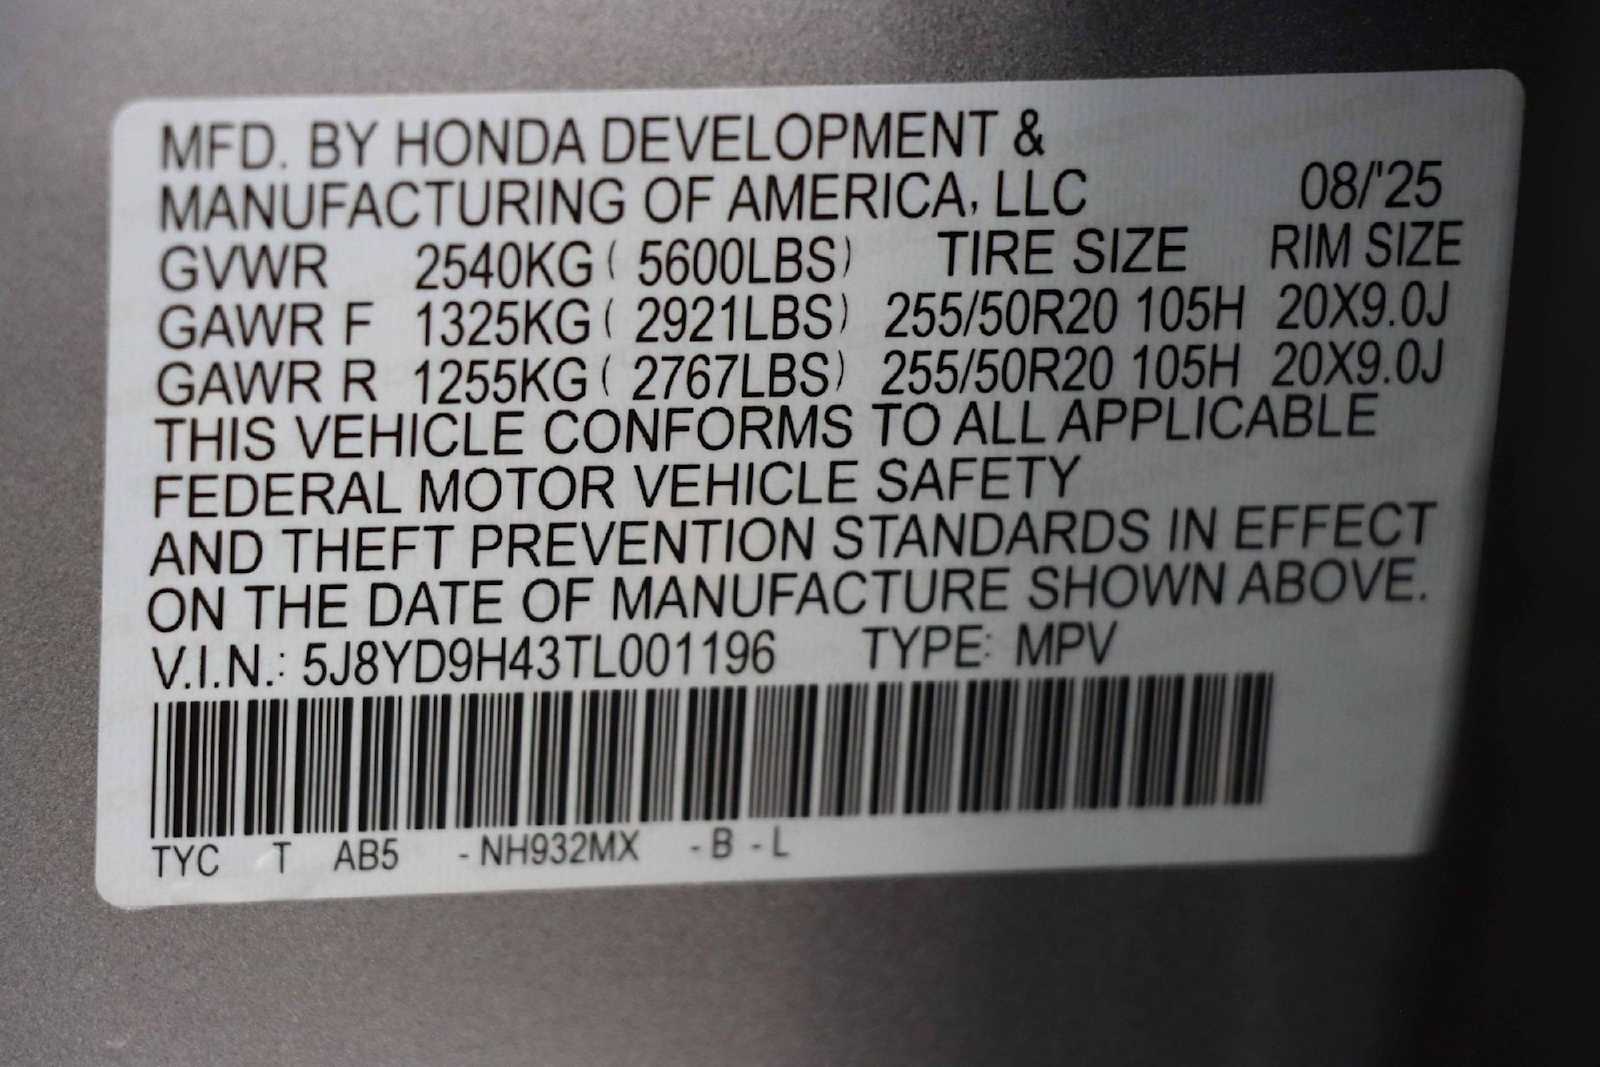 MFD. BY HONDA DEVELOPMENT &
MANUFACTURING OF AMERICA, LLC 08/'25
GVWR 2540KG ( 5600LBS) TIRE SIZE RIM SIZE
GAWR F 1325KG ( 2921LBS) 255/50R20 105H 20X9.0J
GAWR R 1255KG ( 2767LBS) 255/50R20 105H 20X9.0J
THIS VEHICLE CONFORMS TO ALL APPLICABLE
FEDERAL MOTOR VEHICLE SAFETY
AND THEFT PREVENTION STANDARDS IN EFFECT
ON THE DATE OF MANUFACTURE SHOWN ABOVE.
V.I.N.: 5J8YD9H43TL001196 TYPE: MPV
TYC T AB5 - NH932MX - B - L